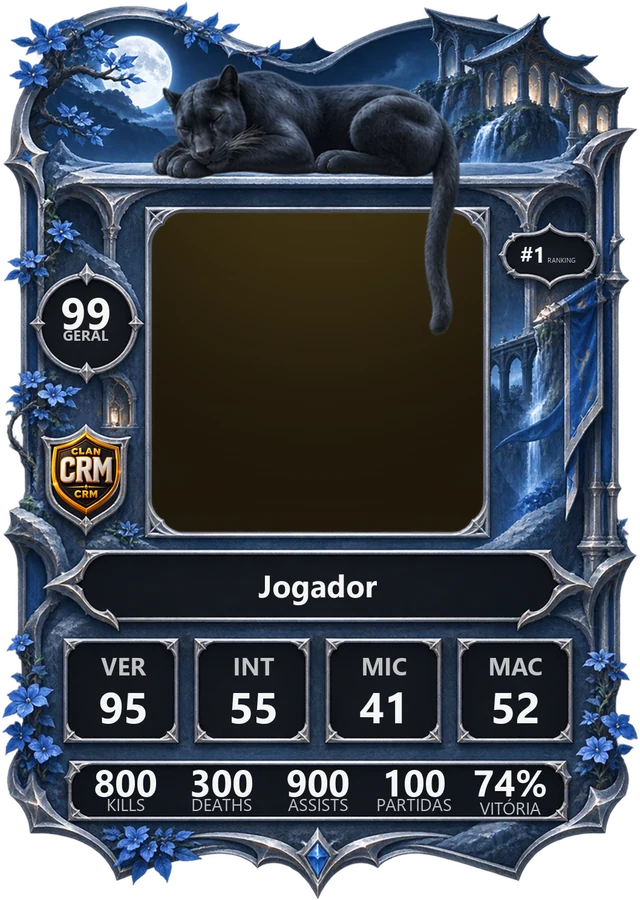 #1 RANKING
99
GERAL
CLAN
CRM
CRM
Jogador
VER INT MIC MAC
95 55 41 52
800 300 900 100 74%
KILLS DEATHS ASSISTS PARTIDAS VITÓRIA